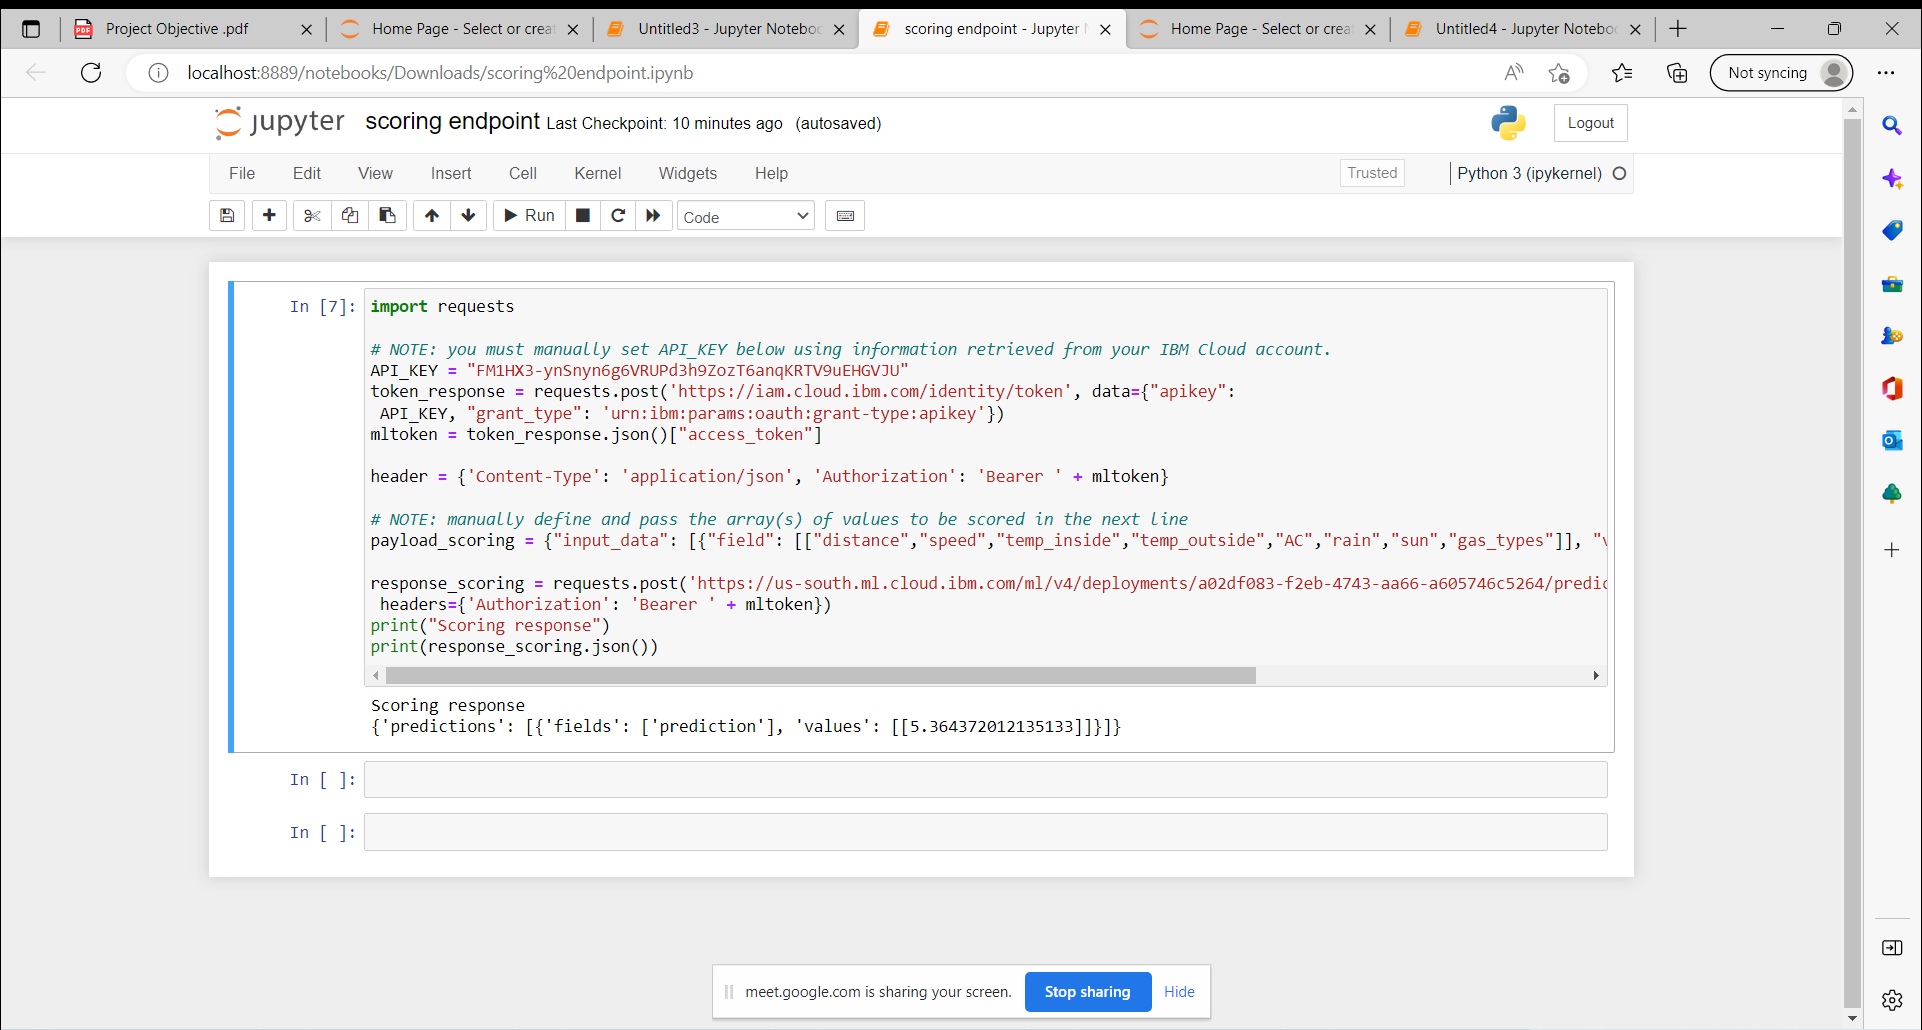 Project Objective .pdf
Home Page - Select or creat
Untitled3 - Jupyter Noteboo
scoring endpoint - Jupyter
Home Page - Select or creat
Untitled4 - Jupyter Noteboo
localhost:8889/notebooks/Downloads/scoring%20endpoint.ipynb
Not syncing
jupyter scoring endpoint Last Checkpoint: 10 minutes ago (autosaved)
Logout
File Edit View Insert Cell Kernel Widgets Help
Trusted
Python 3 (ipykernel)
Run
Code
In [7]:
import requests
# NOTE: you must manually set API_KEY below using information retrieved from your IBM Cloud account.
API_KEY = "FM1HX3-ynSnyn6g6VRUPd3h9ZozT6anqKRTV9uEHGVJU"
token_response = requests.post('https://iam.cloud.ibm.com/identity/token', data={"apikey":
API_KEY, "grant_type": 'urn:ibm:params:oauth:grant-type:apikey'})
mltoken = token_response.json()["access_token"]
header = {'Content-Type': 'application/json', 'Authorization': 'Bearer ' + mltoken}
# NOTE: manually define and pass the array(s) of values to be scored in the next line
payload_scoring = {"input_data": [{"field": [["distance","speed","temp_inside","temp_outside","AC","rain","sun","gas_types"]], "v
response_scoring = requests.post('https://us-south.ml.cloud.ibm.com/ml/v4/deployments/a02df083-f2eb-4743-aa66-a605746c5264/predic
headers={'Authorization': 'Bearer ' + mltoken})
print("Scoring response")
print(response_scoring.json())
Scoring response
{'predictions': [{'fields': ['prediction'], 'values': [[5.364372012135133]]}]}
In [ ]:
In [ ]:
meet.google.com is sharing your screen.
Stop sharing
Hide